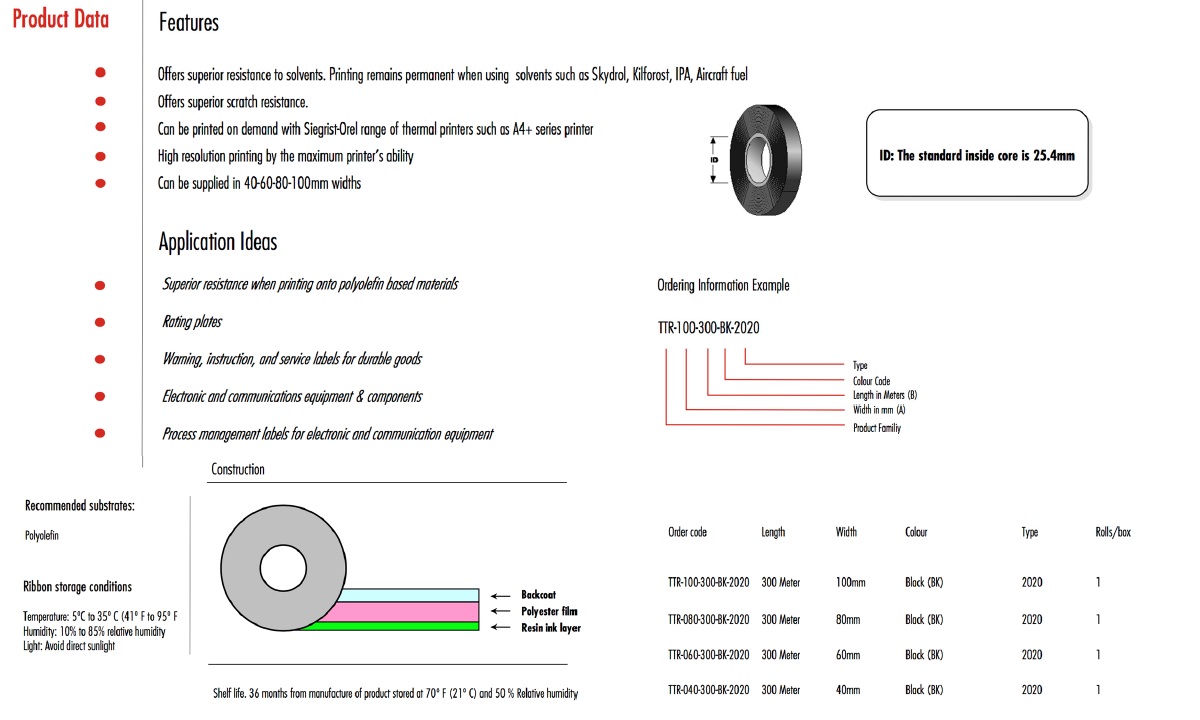 Product Data
Features
Offers superior resistance to solvents. Printing remains permanent when using solvents such as Skydrol, Kilforost, IPA, Aircraft fuel
Offers superior scratch resistance.
Can be printed on demand with Siegrist-Orel range of thermal printers such as A4+ series printer
High resolution printing by the maximum printer's ability
Can be supplied in 40-60-80-100mm widths
ID
ID: The standard inside core is 25.4mm
Application Ideas
Superior resistance when printing onto polyolefin based materials
Rating plates
Warning, instruction, and service labels for durable goods
Electronic and communications equipment & components
Process management labels for electronic and communication equipment
Ordering Information Example
TTR-100-300-BK-2020
Type
Colour Code
Length in Meters (B)
Width in mm (A)
Product Familiy
Construction
Recommended substrates:
Polyolefin
Ribbon storage conditions
Temperature: 5°C to 35° C (41° F to 95° F
Humidity: 10% to 85% relative humidity
Light: Avoid direct sunlight
Backcoat
Polyester film
Resin ink layer
Shelf life. 36 months from manufacture of product stored at 70° F (21° C) and 50 % Relative humidity
Order code Length Width Colour Type Rolls/box
TTR-100-300-BK-2020 300 Meter 100mm Black (BK) 2020 1
TTR-080-300-BK-2020 300 Meter 80mm Black (BK) 2020 1
TTR-060-300-BK-2020 300 Meter 60mm Black (BK) 2020 1
TTR-040-300-BK-2020 300 Meter 40mm Black (BK) 2020 1